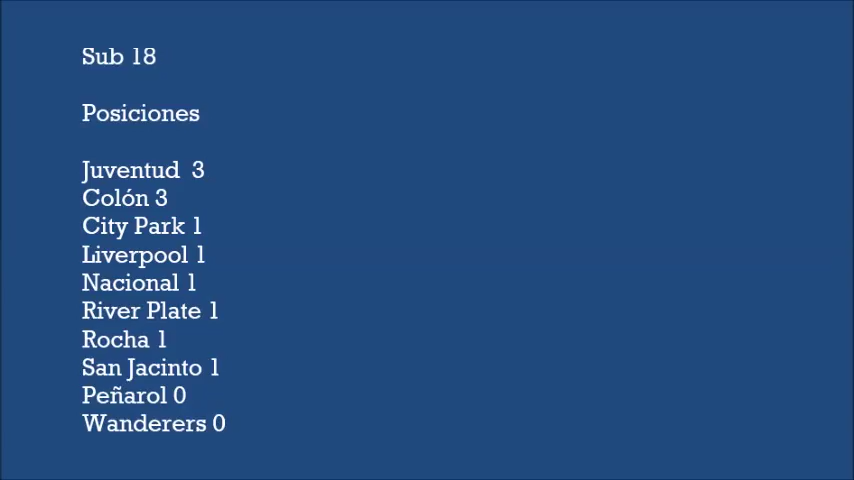 Sub 18
Posiciones
Juventud 3
Colón 3
City Park 1
Liverpool 1
Nacional 1
River Plate 1
Rocha 1
San Jacinto 1
Peñarol 0
Wanderers 0